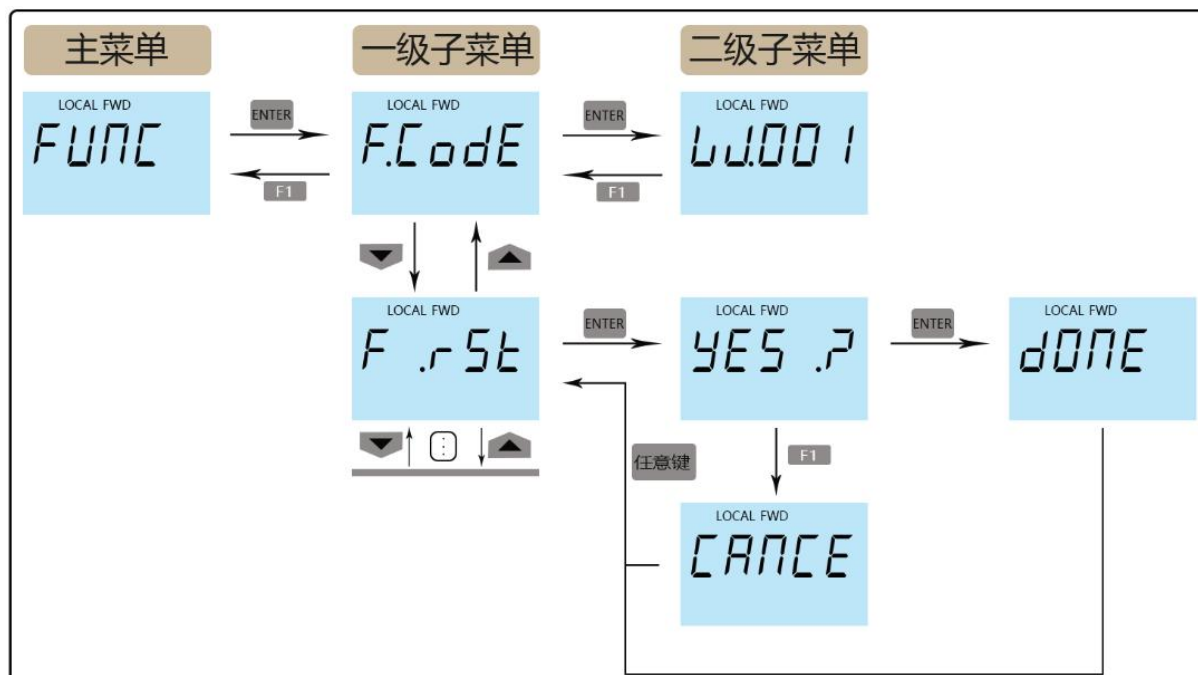 主菜单 一级子菜单 二级子菜单
LOCAL FWD LOCAL FWD LOCAL FWD
FUNC ENTER F.CodE ENTER LJ.001
F1 F1
LOCAL FWD LOCAL FWD LOCAL FWD
F .rSt ENTER YES .? ENTER dONE
任意键 F1
LOCAL FWD
CANCE